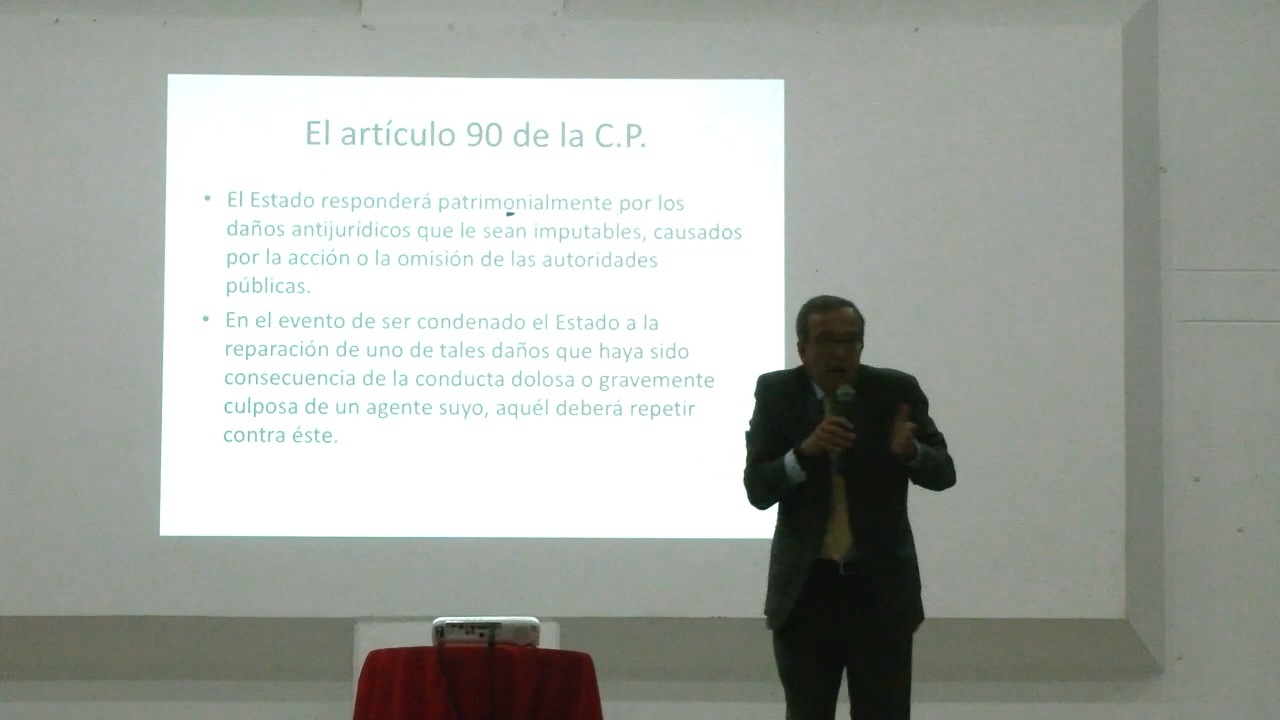 El artículo 90 de la C.P.
• El Estado responderá patrimonialmente por los
daños antijurídicos que le sean imputables, causados
por la acción o la omisión de las autoridades
públicas.
• En el evento de ser condenado el Estado a la
reparación de uno de tales daños que haya sido
consecuencia de la conducta dolosa o gravemente
culposa de un agente suyo, aquél deberá repetir
contra éste.